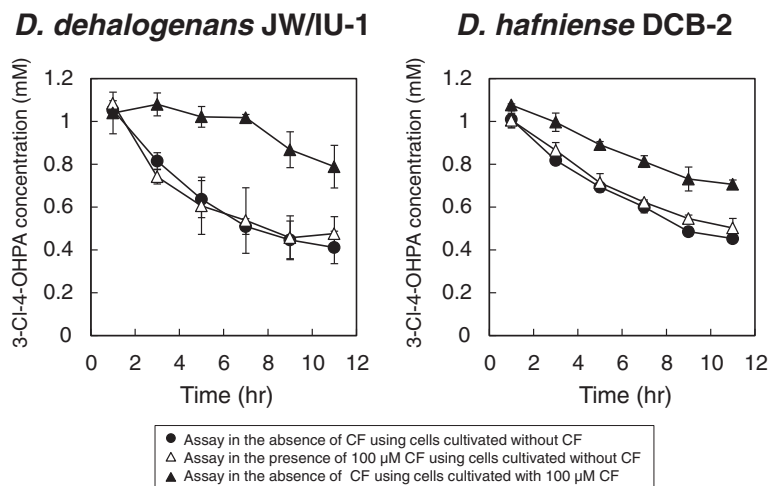 D. dehalogenans JW/IU-1
D. hafniense DCB-2
3-Cl-4-OHPA concentration (mM)
1.2
1
0.8
0.6
0.4
0.2
0
0 2 4 6 8 10 12
Time (hr)
3-Cl-4-OHPA concentration (mM)
1.2
1
0.8
0.6
0.4
0.2
0
0 2 4 6 8 10 12
Time (hr)
● Assay in the absence of CF using cells cultivated without CF
△ Assay in the presence of 100 μM CF using cells cultivated without CF
▲ Assay in the absence of CF using cells cultivated with 100 μM CF